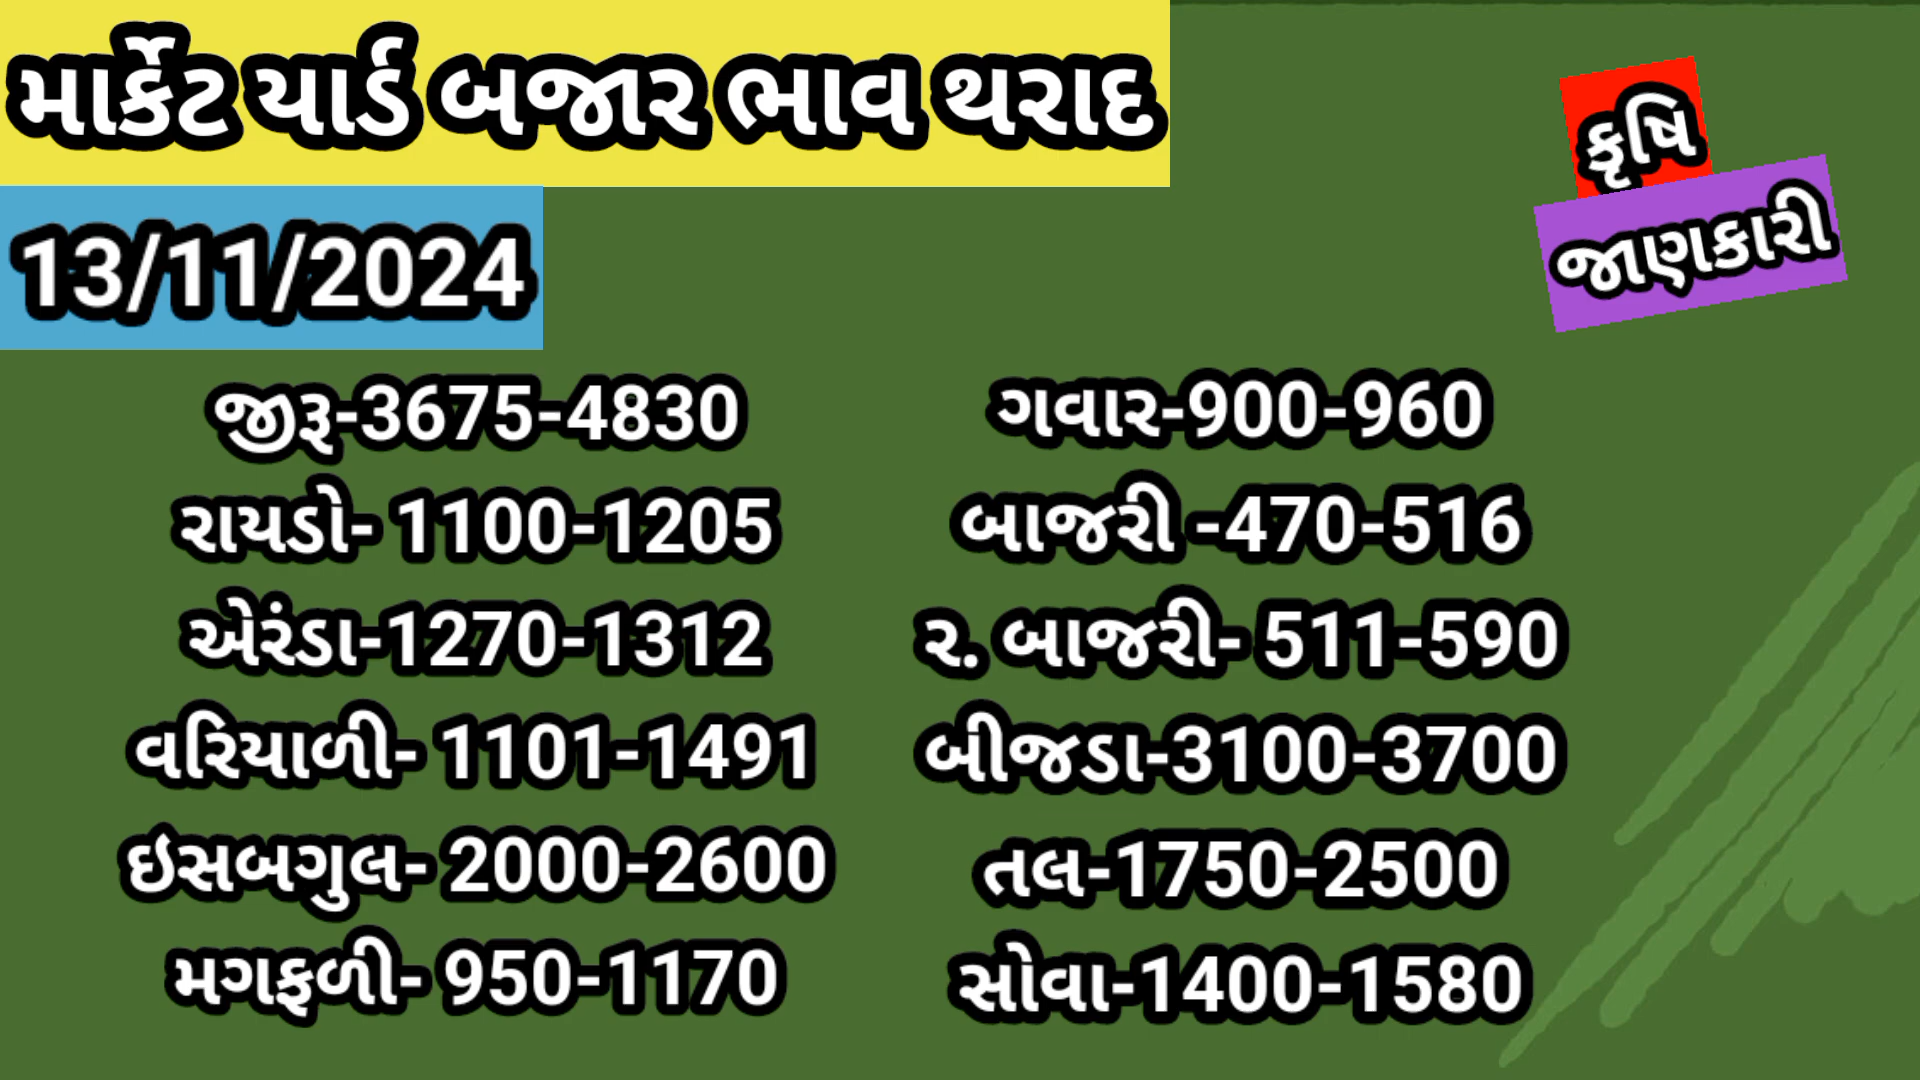 માર્કેટ યાર્ડ બજાર ભાવ થરાદ
13/11/2024
કૃષિ
જાણકારી
જીરૂ-3675-4830
રાયડો- 1100-1205
એરંડા-1270-1312
વરિયાળી- 1101-1491
ઇસબગુલ- 2000-2600
મગફળી- 950-1170
ગવાર-900-960
બાજરી -470-516
ર. બાજરી- 511-590
બીજડા-3100-3700
તલ-1750-2500
સોવા-1400-1580